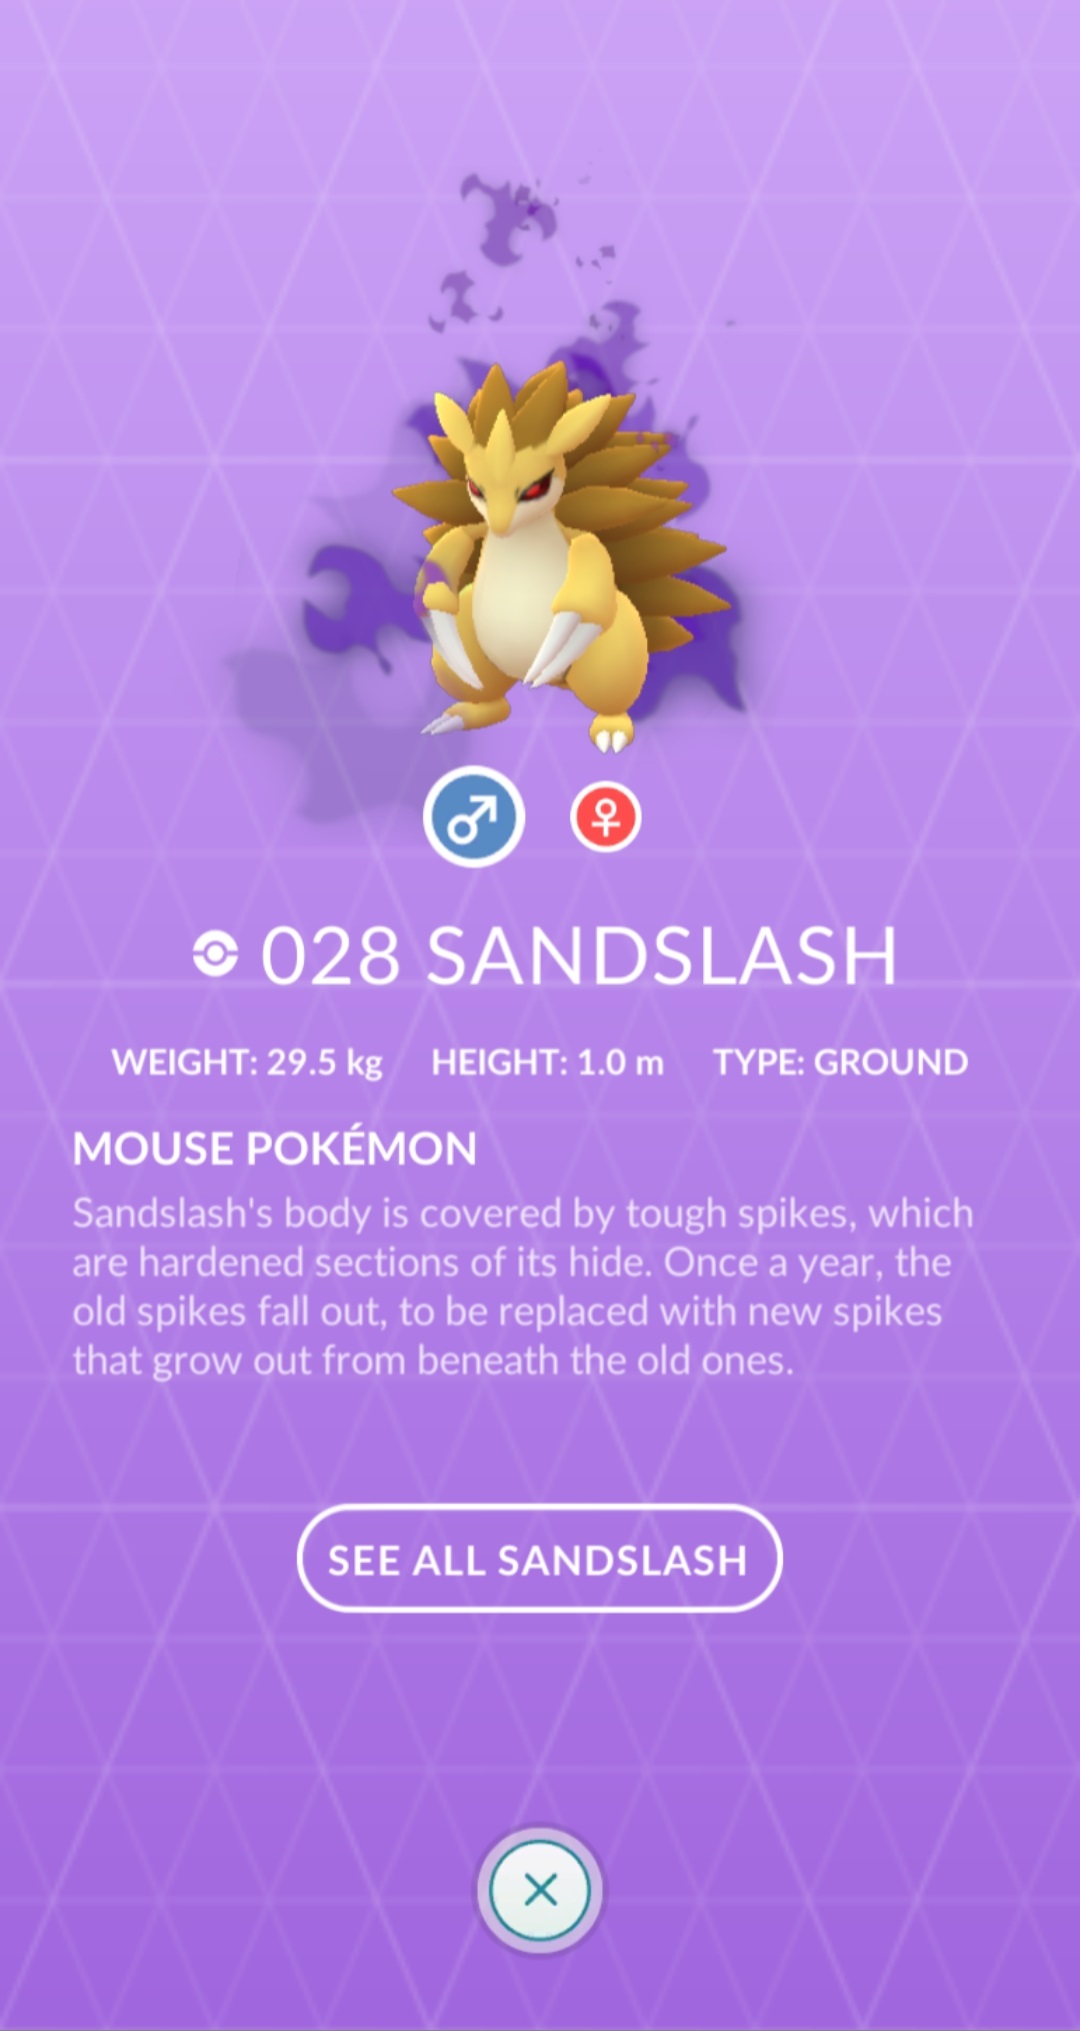 028 SANDSLASH
WEIGHT: 29.5 kg HEIGHT: 1.0 m TYPE: GROUND
MOUSE POKÉMON
Sandslash's body is covered by tough spikes, which
are hardened sections of its hide. Once a year, the
old spikes fall out, to be replaced with new spikes
that grow out from beneath the old ones.
SEE ALL SANDSLASH